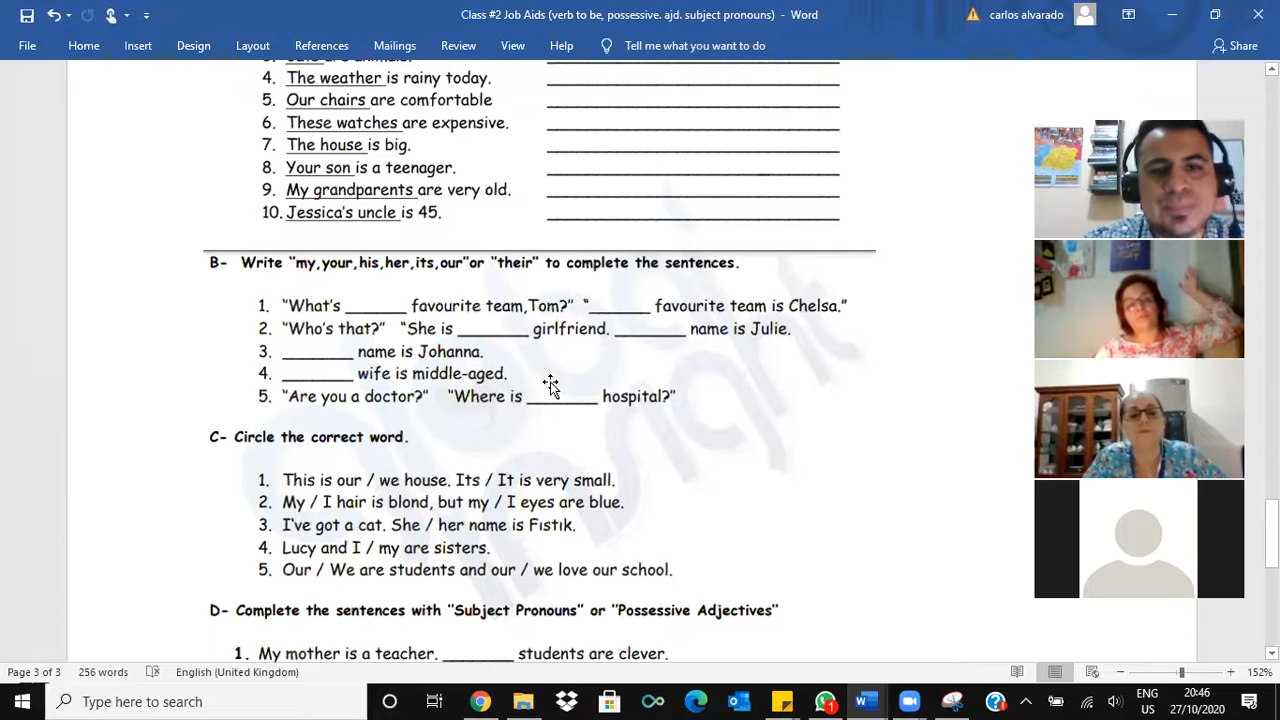 Class #2 Job Aids (verb to be, possessive. ajd. subject pronouns) - Word
carlos alvarado
File Home Insert Design Layout References Mailings Review View Help Tell me what you want to do Share
are animals.
4. The weather is rainy today. ____________
5. Our chairs are comfortable ____________
6. These watches are expensive. ____________
7. The house is big. ____________
8. Your son is a teenager. ____________
9. My grandparents are very old. ____________
10. Jessica's uncle is 45. ____________
B- Write "my,your,his,her,its,our"or "their" to complete the sentences.
1. "What's _______ favourite team,Tom?" "_______ favourite team is Chelsa."
2. "Who's that?" "She is ________ girlfriend. ________ name is Julie.
3. ________ name is Johanna.
4. ________ wife is middle-aged.
5. "Are you a doctor?" "Where is ________ hospital?"
C- Circle the correct word.
1. This is our / we house. Its / It is very small.
2. My / I hair is blond, but my / I eyes are blue.
3. I've got a cat. She / her name is Fıstık.
4. Lucy and I / my are sisters.
5. Our / We are students and our / we love our school.
D- Complete the sentences with "Subject Pronouns" or "Possessive Adjectives"
1. My mother is a teacher. ________ students are clever.
Page 3 of 3 256 words English (United Kingdom) 152%
Type here to search
ENG
US
20:46
27/10/2020